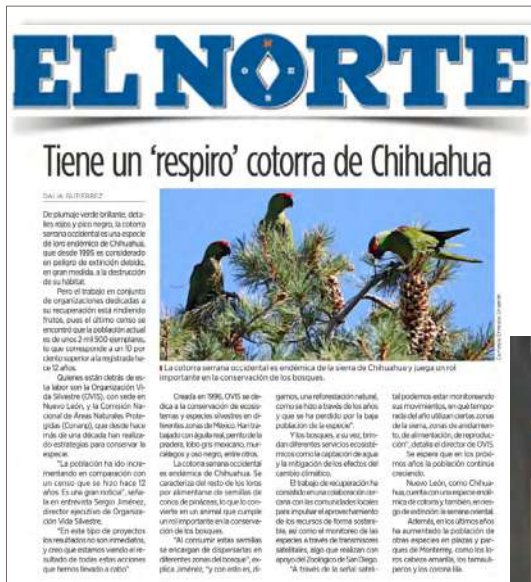 EL NORTE
N
O E
R
Tiene un 'respiro' cotorra de Chihuahua
GUTIÉRREZ
De plumaje verde brillante, deta-
lles rojos y pico negro, la cotorra
serrana occidental es una especie
de loro endémico de Chihuahua,
que desde 1995 es considerado
en peligro de extinción debido,
en gran medida, a la destrucción
de su hábitat.
Pero el trabajo en conjunto
de organizaciones dedicadas a
su recuperación está rindiendo
frutos, pues el último censo se
encontró que la población actual
es de unos 2 mil 900 ejemplares,
lo que corresponde a un 10 por
ciento superior a la registrada ha-
ce 12 años.
Quienes están detrás de es-
ta labor son la Organización Vi-
da Silvestre (OVIS), con sede en
Nuevo León, y la Comisión Na-
cional de Áreas Naturales Prote-
gidas (Conanp), que desde hace
más de una década han realiza-
do estrategias para conservar la
especie.
"La población ha ido incre-
mentando en comparación con
un censo que se hizo hace 12
años. Es una gran noticia", seña-
la en entrevista Sergio Jiménez,
director ejecutivo de Organiza-
ción Vida Silvestre.
"En este tipo de proyectos
los resultados no son inmediatos,
y creo que estamos viendo el re-
sultado de todas estas acciones
que hemos llevado a cabo".
La cotorra serrana occidental es endémica de la sierra de Chihuahua y juega un rol
importante en la conservación de los bosques.
Creada en 1996, OVIS se de-
dica a la conservación de ecosis-
temas y especies silvestres en di-
ferentes zonas de México. Han tra-
bajado con águila real, perrito de la
pradera, lobo gris mexicano, mur-
ciélagos y oso negro, entre otros.
La cotorra serrana occidental
es endémica de Chihuahua. Se
caracteriza del resto de los loros
por alimentarse de semillas de
conos de pináceas, lo que lo con-
vierte en un animal que cumple
un rol importante en la conserva-
ción de los bosques.
"Al consumir estas semillas
se encargan de dispersarlas en
diferentes zonas del bosque", ex-
plica Jiménez, "y con esto es, di-
gamos, una reforestación natural,
como se hizo a través de los años
y que se ha perdido por la baja
población de la especie".
Y los bosques, a su vez, brin-
dan diferentes servicios ecosisté-
micos como la captación de agua
y la mitigación de los efectos del
cambio climático.
El trabajo de recuperación ha
consistido en una colaboración cer-
cana con las comunidades locales
para impulsar el aprovechamiento
de los recursos de forma sosteni-
ble, así como el monitoreo de las
especies a través de transmisores
satelitales, algo que realizan con
apoyo del Zoológico de San Diego.
"A través de la señal sateli-
tal podemos estar monitoreando
sus movimientos, en qué tempo-
rada del año utilizan ciertas zonas
de la sierra, zonas de anidamien-
to, de alimentación, de reproduc-
ción", detalla el director de OVIS.
Se espera que en los próxi-
mos años la población continúe
creciendo.
Nuevo León, como Chihua-
hua, cuenta con una especie endé-
mica de cotorra y también, en ries-
go de extinción: la serrana oriental.
Además, en los últimos años
ha aumentado la población de
otras especies en plazas y par-
ques de Monterrey, como los lo-
ros cabeza amarilla, los tamauli-
pecos y los corona lila.